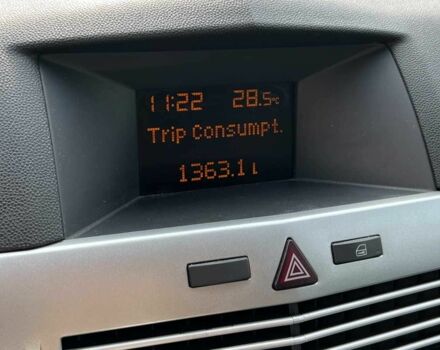 11:22 28.5°C
Trip Consumpt.
1363.1 L